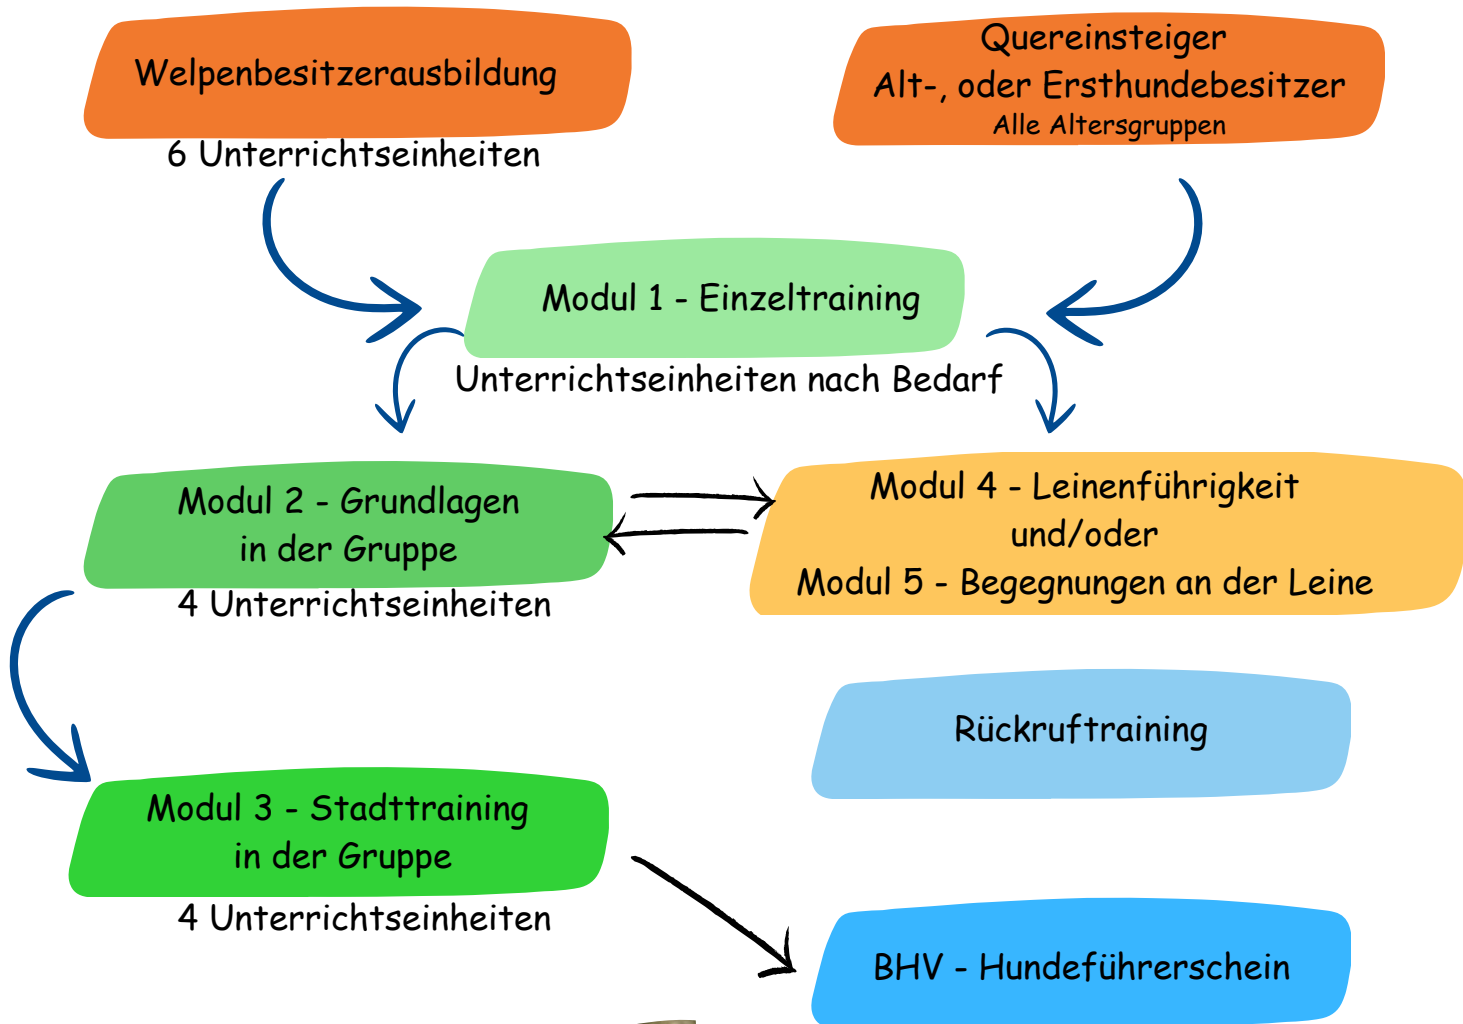 Welpenbesitzerausbildung
6 Unterrichtseinheiten
Quereinsteiger
Alt-, oder Ersthundebesitzer
Alle Altersgruppen
Modul 1 - Einzeltraining
Unterrichtseinheiten nach Bedarf
Modul 2 - Grundlagen
in der Gruppe
4 Unterrichtseinheiten
Modul 4 - Leinenführigkeit
und/oder
Modul 5 - Begegnungen an der Leine
Rückruftraining
Modul 3 - Stadttraining
in der Gruppe
4 Unterrichtseinheiten
BHV - Hundeführerschein